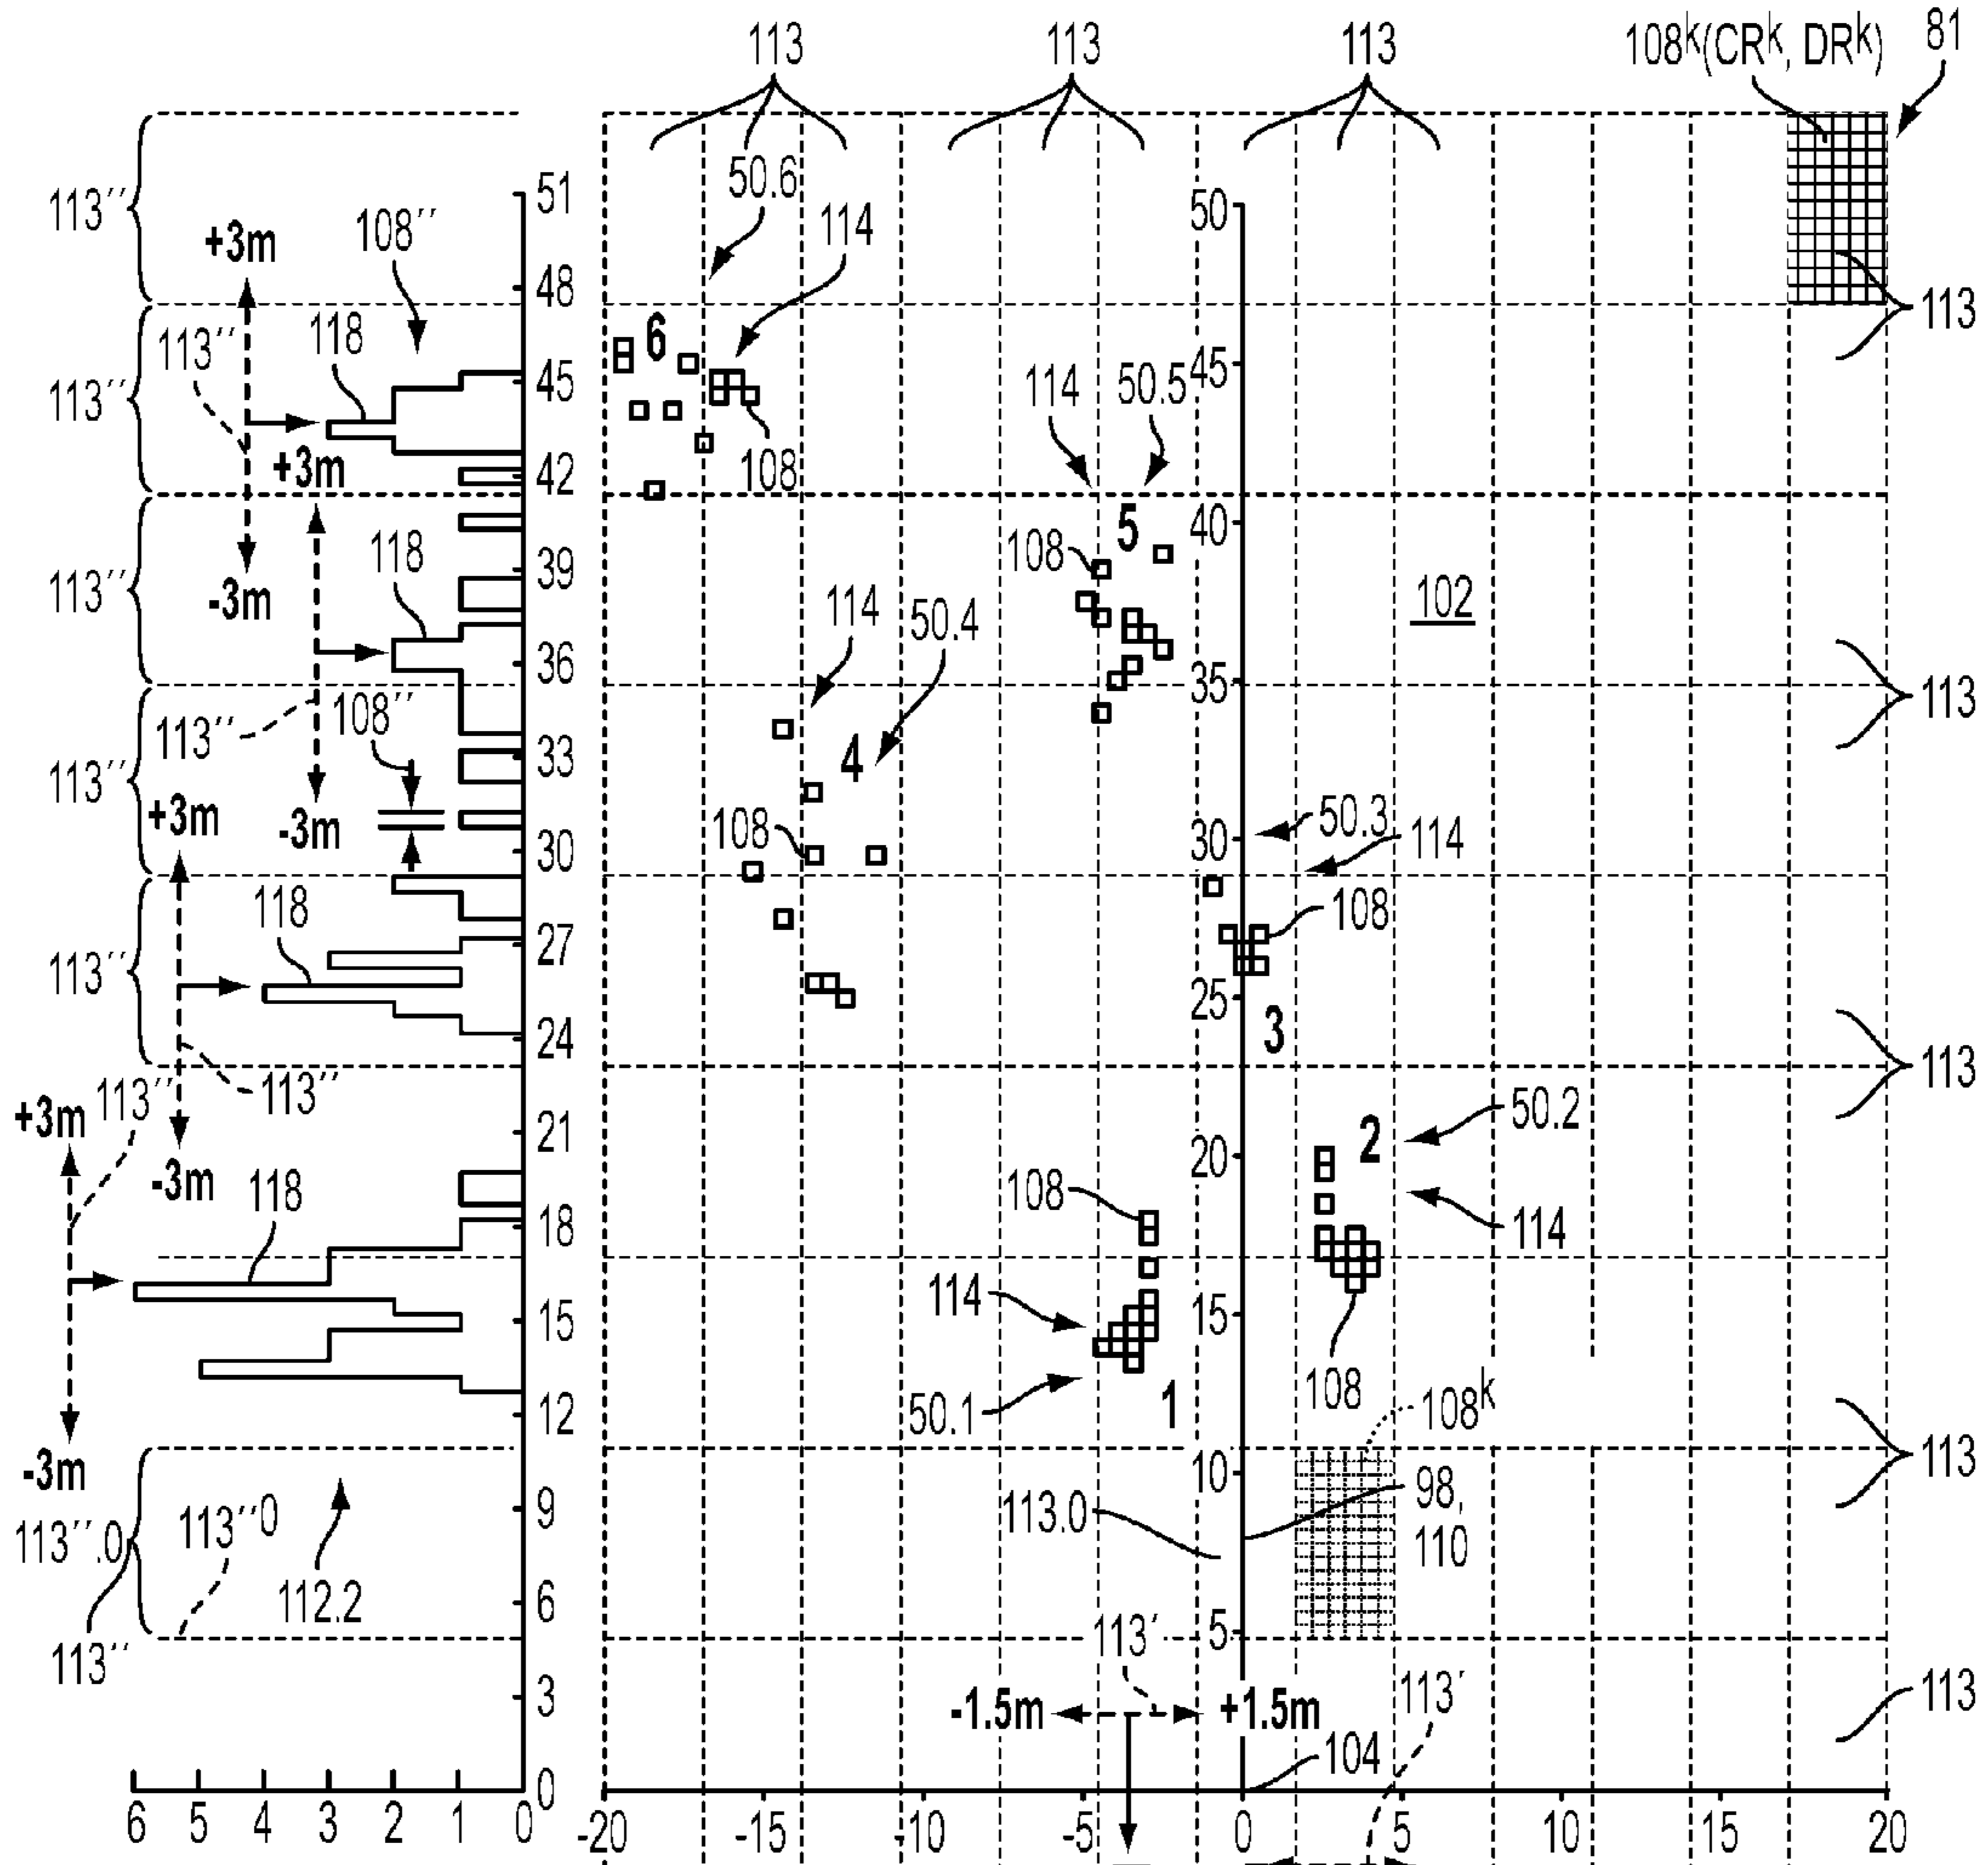 113 113 113 108ᵏ(CRᵏ, DRᵏ) 81
50.6
51 50
113′′ 108′′ 114
+3m
48
113
118 6 45
113′′ 114 50.5
113′′ 45
108
+3m 42
5 40
118 108
39
113′′ -3m 114 50.4 102
36
35
113
113′′ 108′′
4
33
113′′ +3m 50.3
-3m 108 30 114
30
118 108
27
113′′
25
24 3
113′′ 113′′ 113
+3m 21 2 50.2
20
-3m 118 108
18 114
114 15
15
50.1 1 108 108ᵏ
12
-3m 10 113
113′′.0 113′′0 9 113.0 98,
110
112.2 6
113′′ 5
113′
3 -1.5m +1.5m 113′ 113
104
0
6 5 4 3 2 1 0 -20 -15 -10 -5 0 5 10 15 20